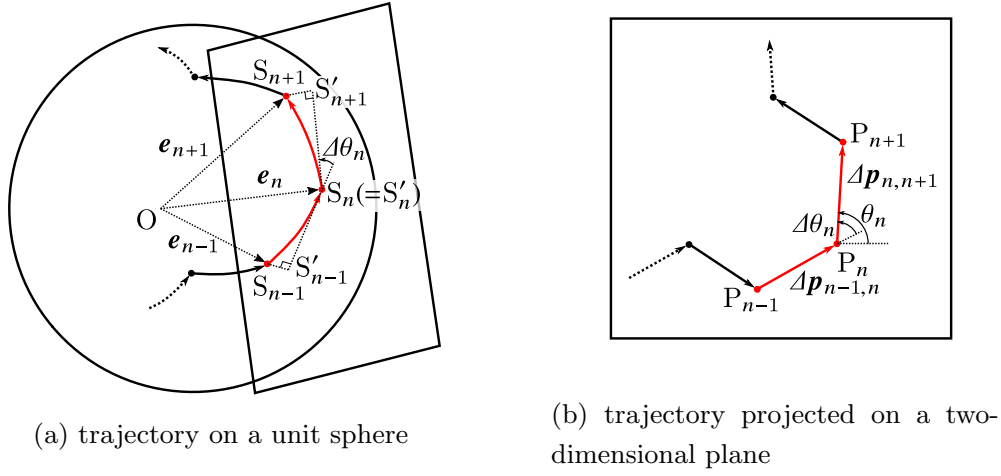 S_{n+1}
S'_{n+1}
e_{n+1}
Δθ_n
e_n
S_n(=S'_n)
O
e_{n−1}
S'_{n−1}
S_{n−1}
(a) trajectory on a unit sphere
P_{n+1}
Δp_{n,n+1}
Δθ_n
θ_n
P_n
Δp_{n−1,n}
P_{n−1}
(b) trajectory projected on a two-
dimensional plane